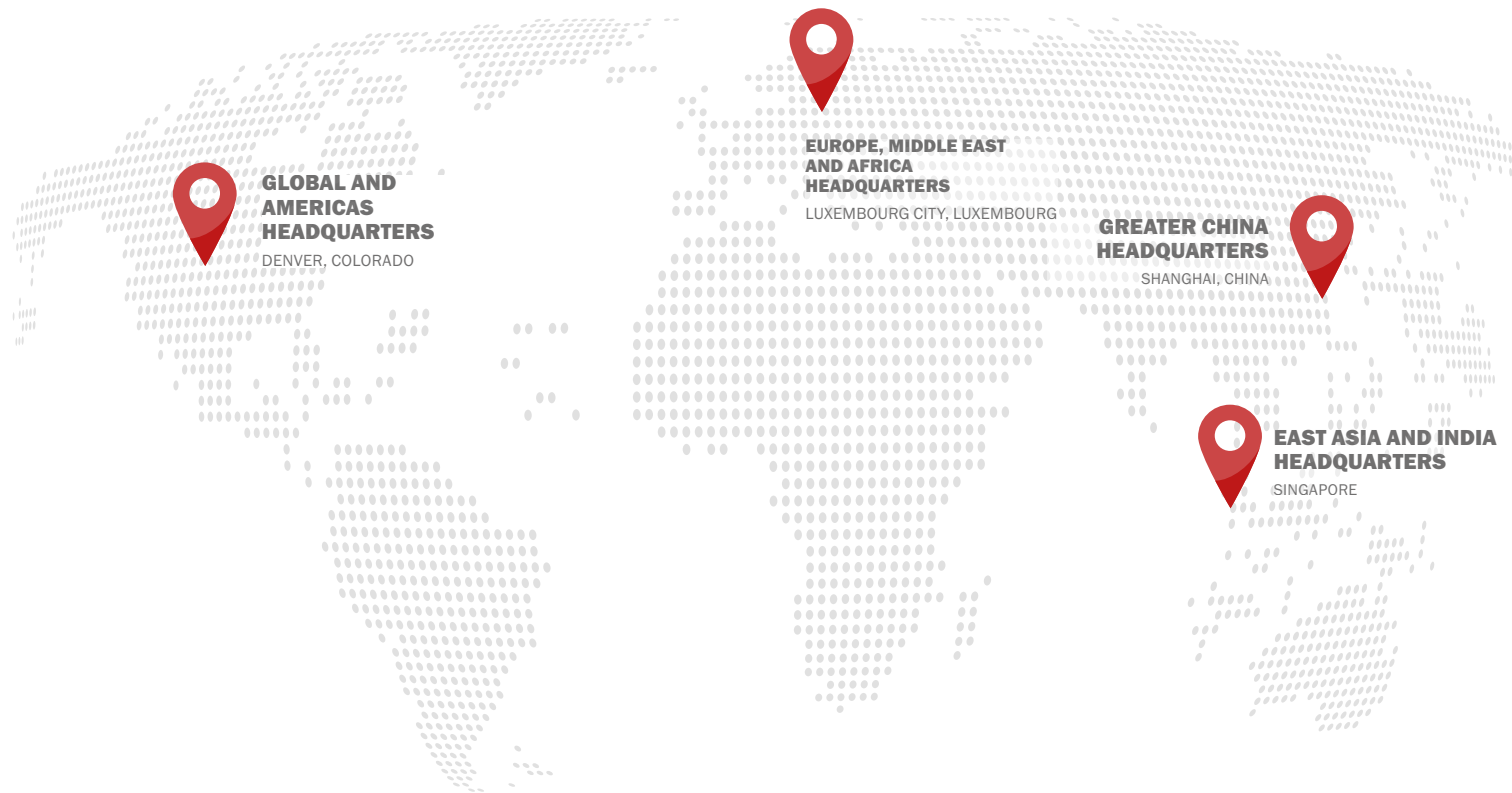 EUROPE, MIDDLE EAST
AND AFRICA
HEADQUARTERS
LUXEMBOURG CITY, LUXEMBOURG
GLOBAL AND
AMERICAS
HEADQUARTERS
DENVER, COLORADO
GREATER CHINA
HEADQUARTERS
SHANGHAI, CHINA
EAST ASIA AND INDIA
HEADQUARTERS
SINGAPORE